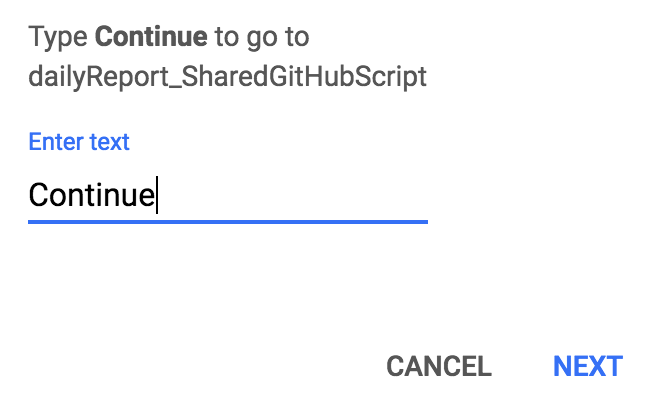 Type Continue to go to
dailyReport_SharedGitHubScript
Enter text
Continue
CANCEL NEXT